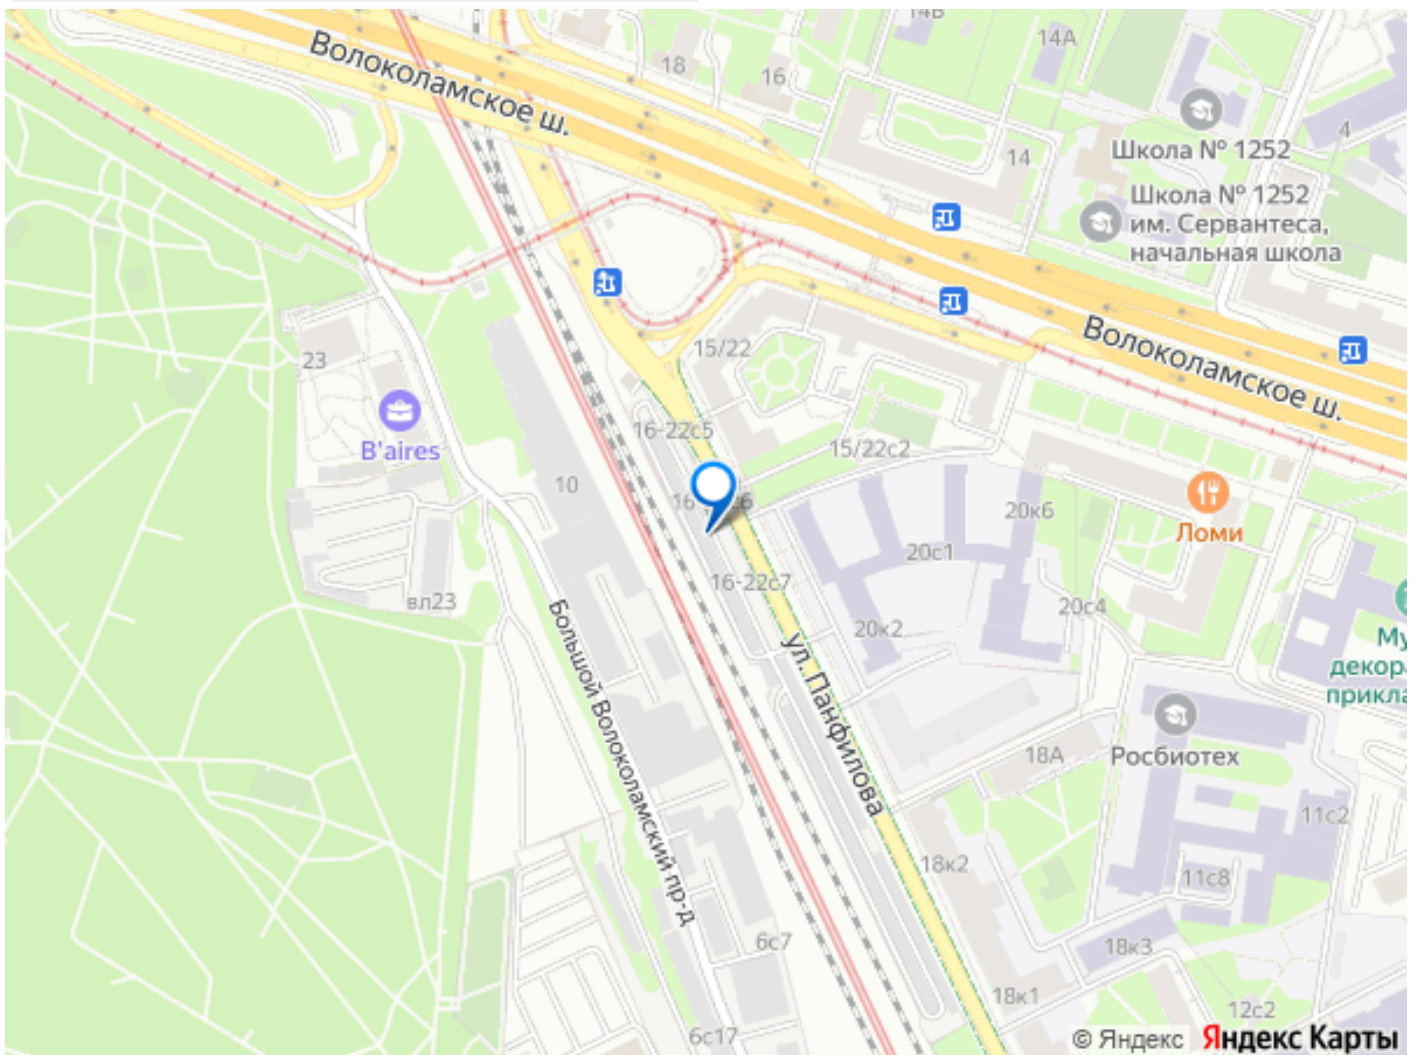 14Б
14А
Волоколамское ш.
18
16
4
14
Школа № 1252
Школа № 1252
им. Сервантеса,
начальная школа
Волоколамское ш.
15/22
23
B'aires
16-22с5
15/22с2
10
20к6
Ломи
20с1
16-22с7
вл23
20с4
20к2
Большой Волоколамский пр-д
ул. Панфилова
Росбиотех
18А
11с2
18к2
11с8
6с7
18к3
18к1
12с2
6с17
© Яндекс Яндекс Карты